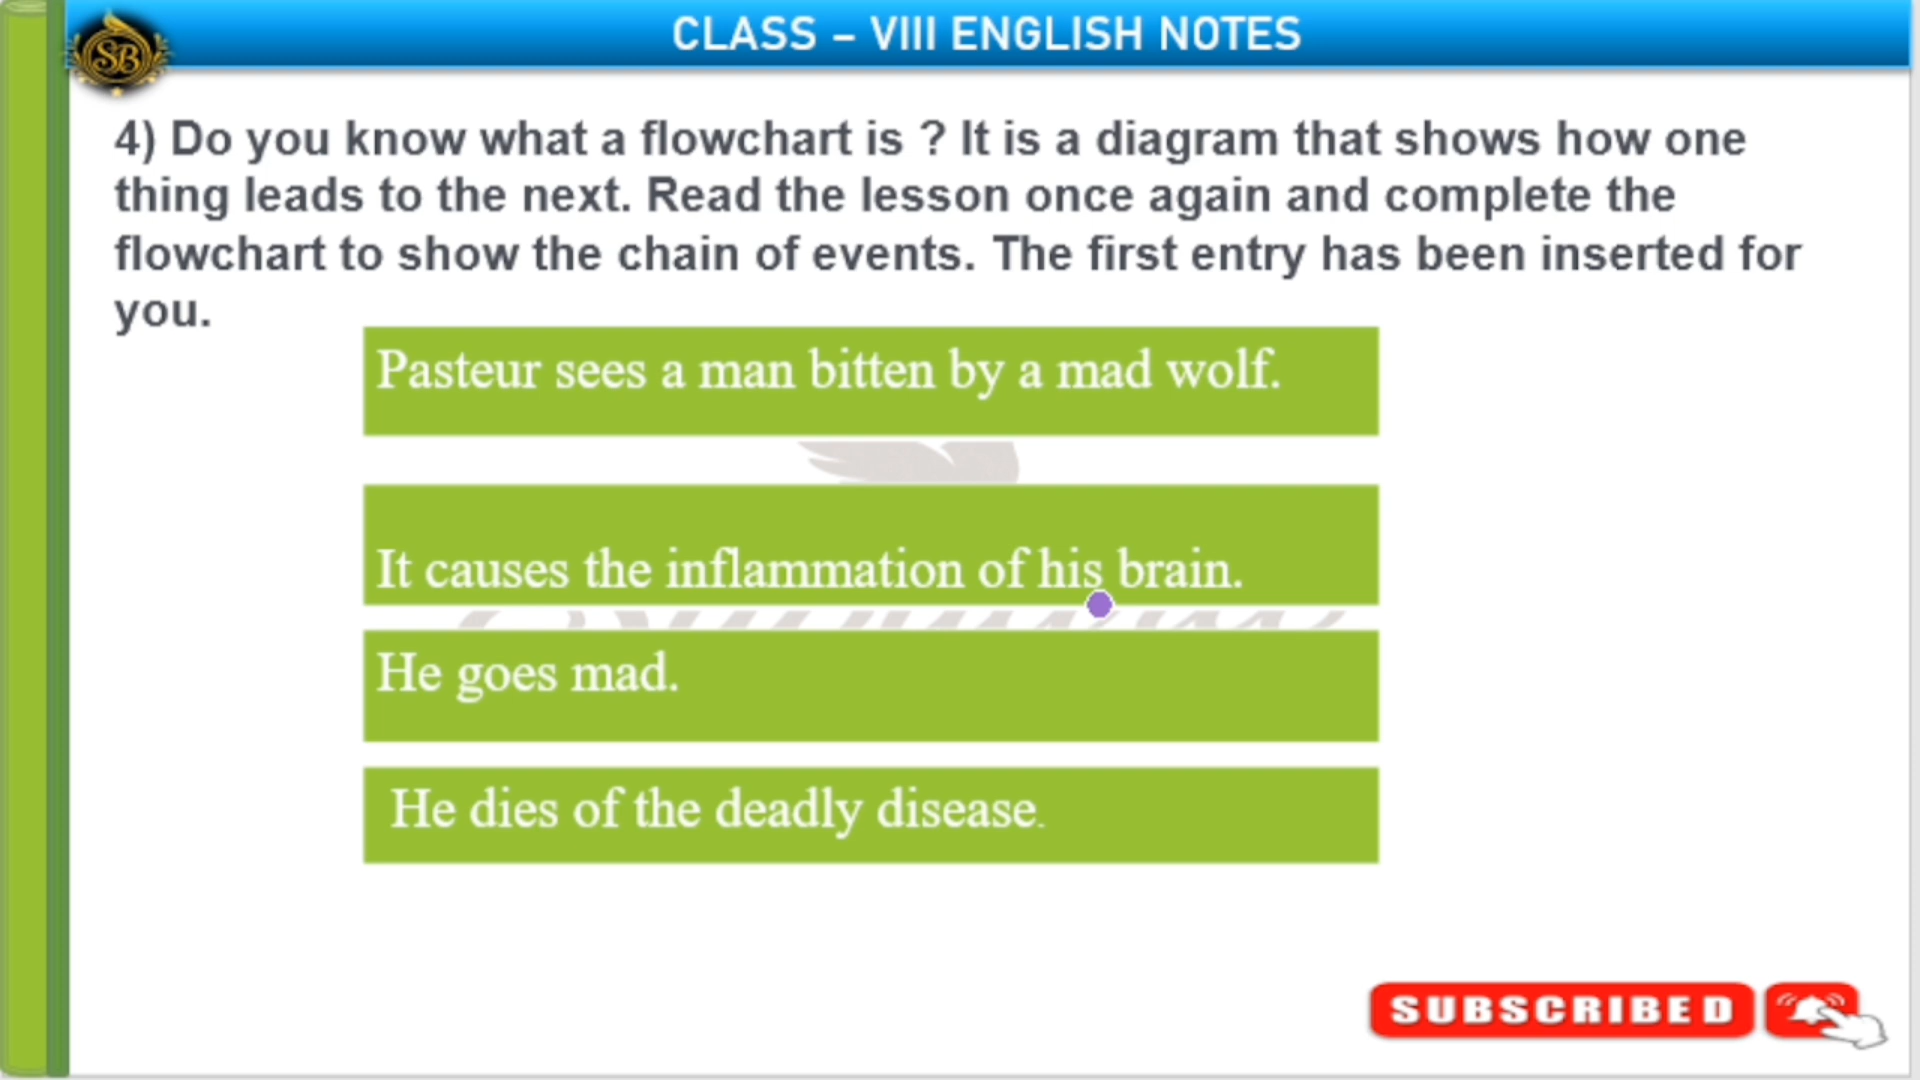 SB
CLASS – VIII ENGLISH NOTES
4) Do you know what a flowchart is ? It is a diagram that shows how one
thing leads to the next. Read the lesson once again and complete the
flowchart to show the chain of events. The first entry has been inserted for
you.
Pasteur sees a man bitten by a mad wolf.
It causes the inflammation of his brain.
He goes mad.
He dies of the deadly disease.
SUBSCRIBED